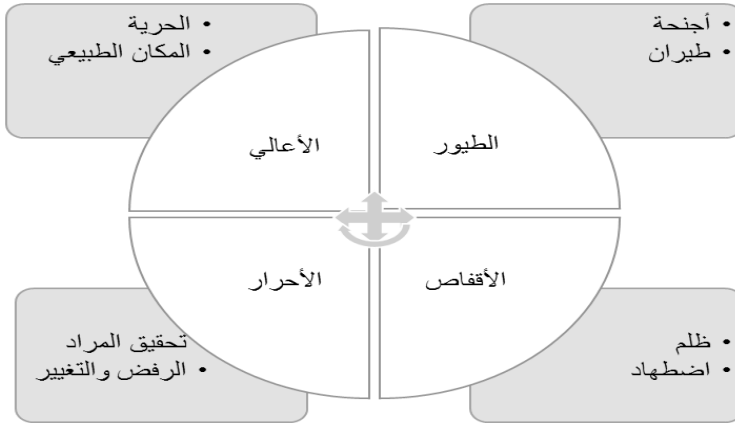 • أجنحة
• طيران
• الحرية
• المكان الطبيعي
الطيور
الأعالي
الأقفاص
الأحرار
• ظلم
• اضطهاد
تحقيق المراد
• الرفض والتغيير